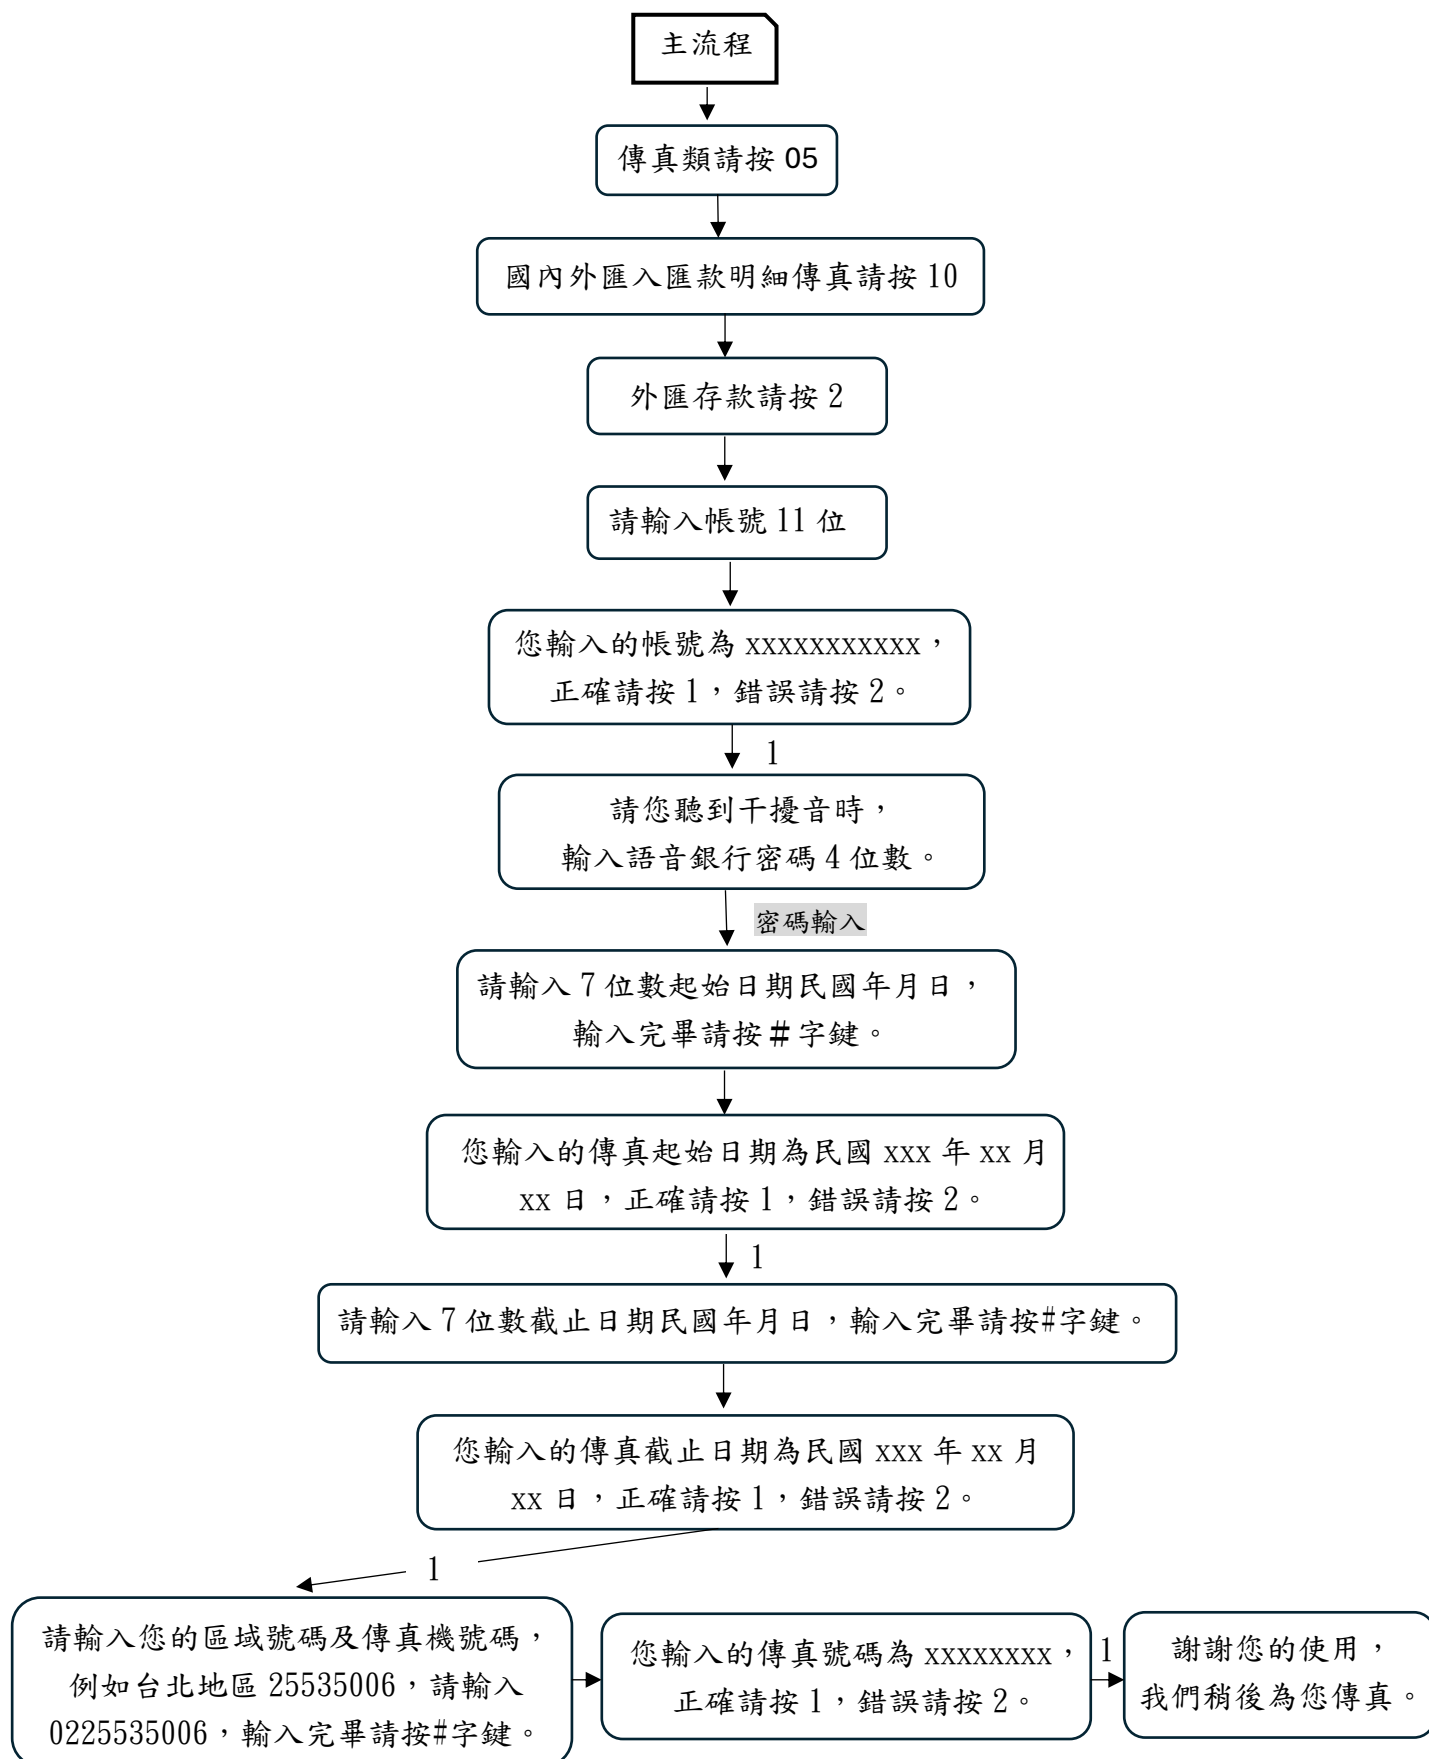 主流程
傳真類請按 05
國內外匯入匯款明細傳真請按 10
外匯存款請按 2
請輸入帳號 11 位
您輸入的帳號為 xxxxxxxxxxx，
正確請按 1，錯誤請按 2。
1
請您聽到干擾音時，
輸入語音銀行密碼 4 位數。
密碼輸入
請輸入 7 位數起始日期民國年月日，
輸入完畢請按＃字鍵。
您輸入的傳真起始日期為民國 xxx 年 xx 月
xx 日，正確請按 1，錯誤請按 2。
1
請輸入 7 位數截止日期民國年月日，輸入完畢請按#字鍵。
您輸入的傳真截止日期為民國 xxx 年 xx 月
xx 日，正確請按 1，錯誤請按 2。
1
請輸入您的區域號碼及傳真機號碼，
例如台北地區 25535006，請輸入
0225535006，輸入完畢請按#字鍵。
您輸入的傳真號碼為 xxxxxxxx，
正確請按 1，錯誤請按 2。
1
謝謝您的使用，
我們稍後為您傳真。